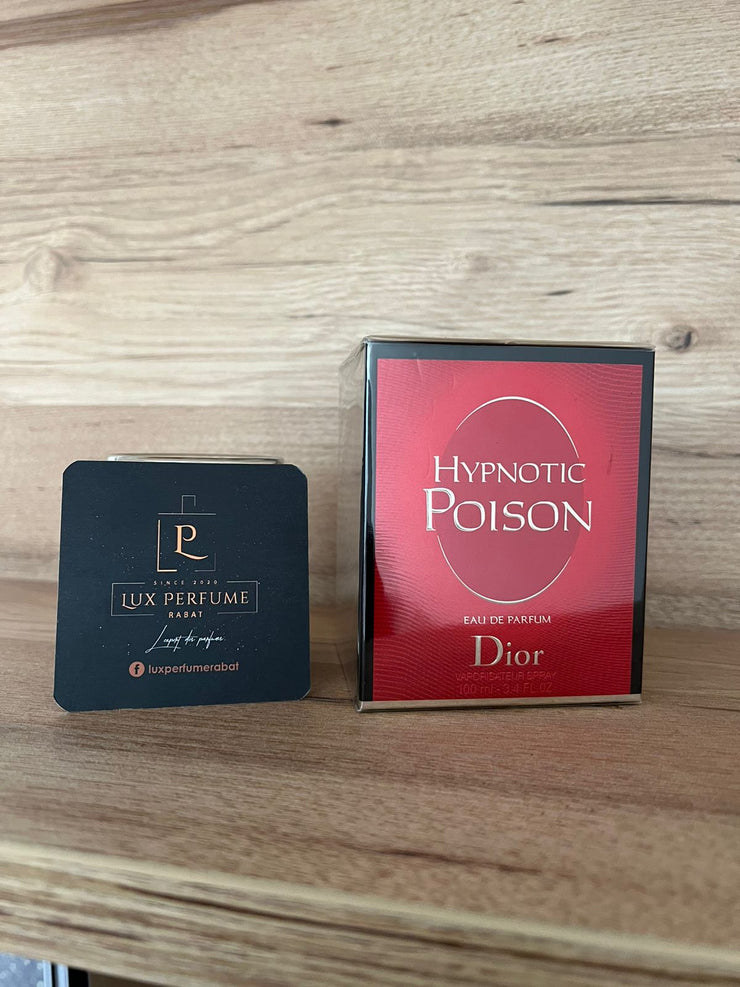 P
SINCE 2020
LUX PERFUME
RABAT
L'expert des parfums
f luxperfumerabat
HYPNOTIC
POISON
EAU DE PARFUM
Dior
VAPORISATEUR SPRAY
100 ml - 3.4 FL.OZ